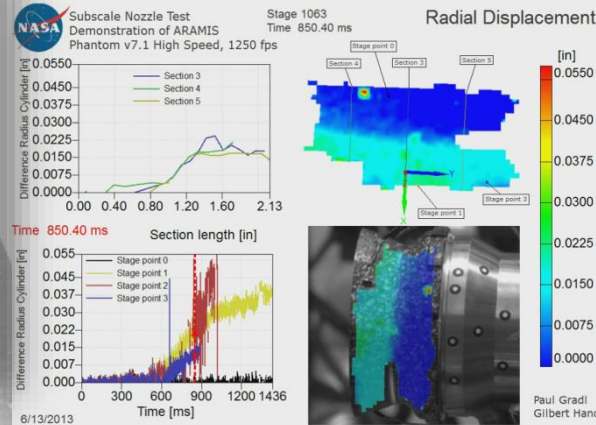 NASA
Subscale Nozzle Test
Demonstration of ARAMIS
Phantom v7.1 High Speed, 1250 fps
Stage 1063
Time 850.40 ms
Radial Displacement
Difference Radius Cylinder [in]
0.0550
0.0450
0.0375
0.0300
0.0225
0.0150
0.0075
0.0000
Section 3
Section 4
Section 5
0.00 0.40 0.80 1.20 1.60 2.13
Section length [in]
Time 850.40 ms
Stage point 0
Section 4
Section 3
Section 5
Y
X
Stage point 1
Stage point 3
[in]
0.0550
0.0450
0.0375
0.0300
0.0225
0.0150
0.0075
0.0000
Difference Radius Cylinder [in]
0.055
0.045
0.037
0.030
0.022
0.015
0.007
0.000
Stage point 0
Stage point 1
Stage point 2
Stage point 3
0 300 600 900 1200 1436
Time [ms]
6/13/2013
Paul Gradl
Gilbert Hand